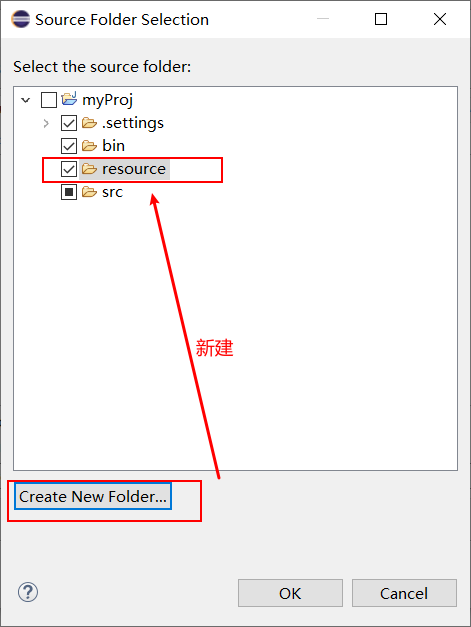 Source Folder Selection
Select the source folder:
myProj
.settings
bin
resource
src
新建
Create New Folder...
OK
Cancel